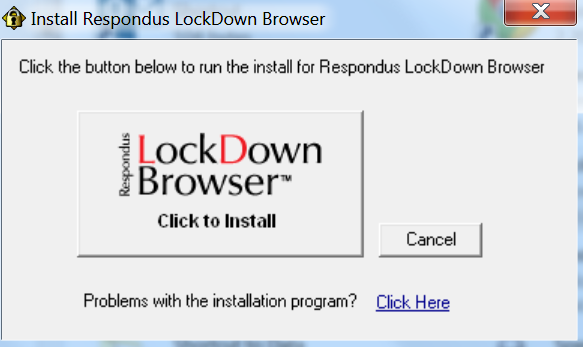 Install Respondus LockDown Browser
Click the button below to run the install for Respondus LockDown Browser
Respondus
LockDown
Browser™
Click to Install
Cancel
Problems with the installation program? Click Here